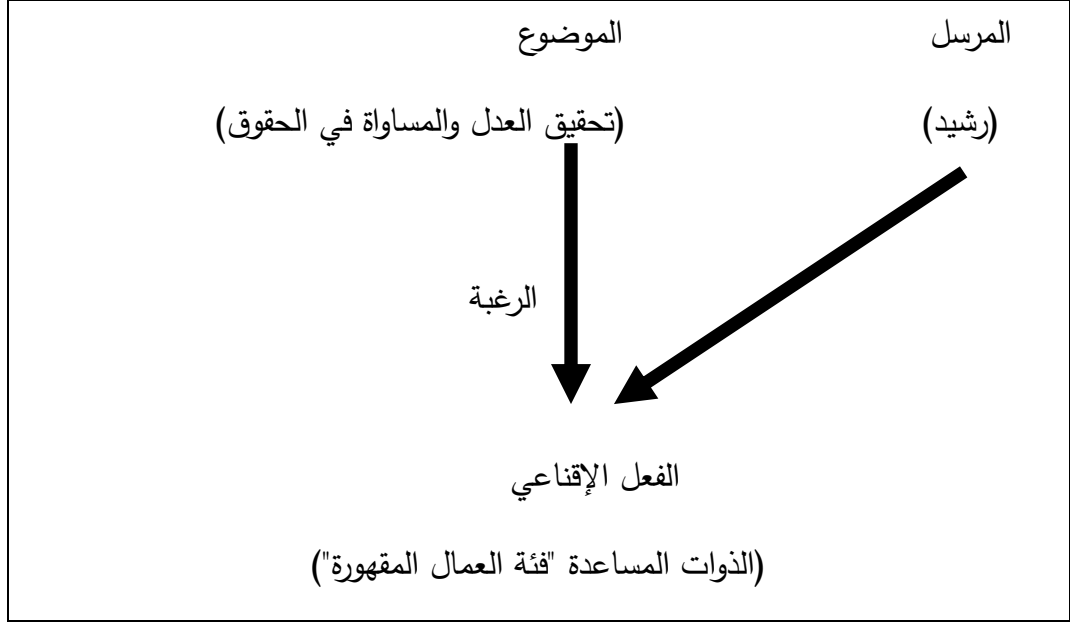 المرسل الموضوع
(رشيد) (تحقيق العدل والمساواة في الحقوق)
الرغبة
الفعل الإقناعي
(الذوات المساعدة "فئة العمال المقهورة")